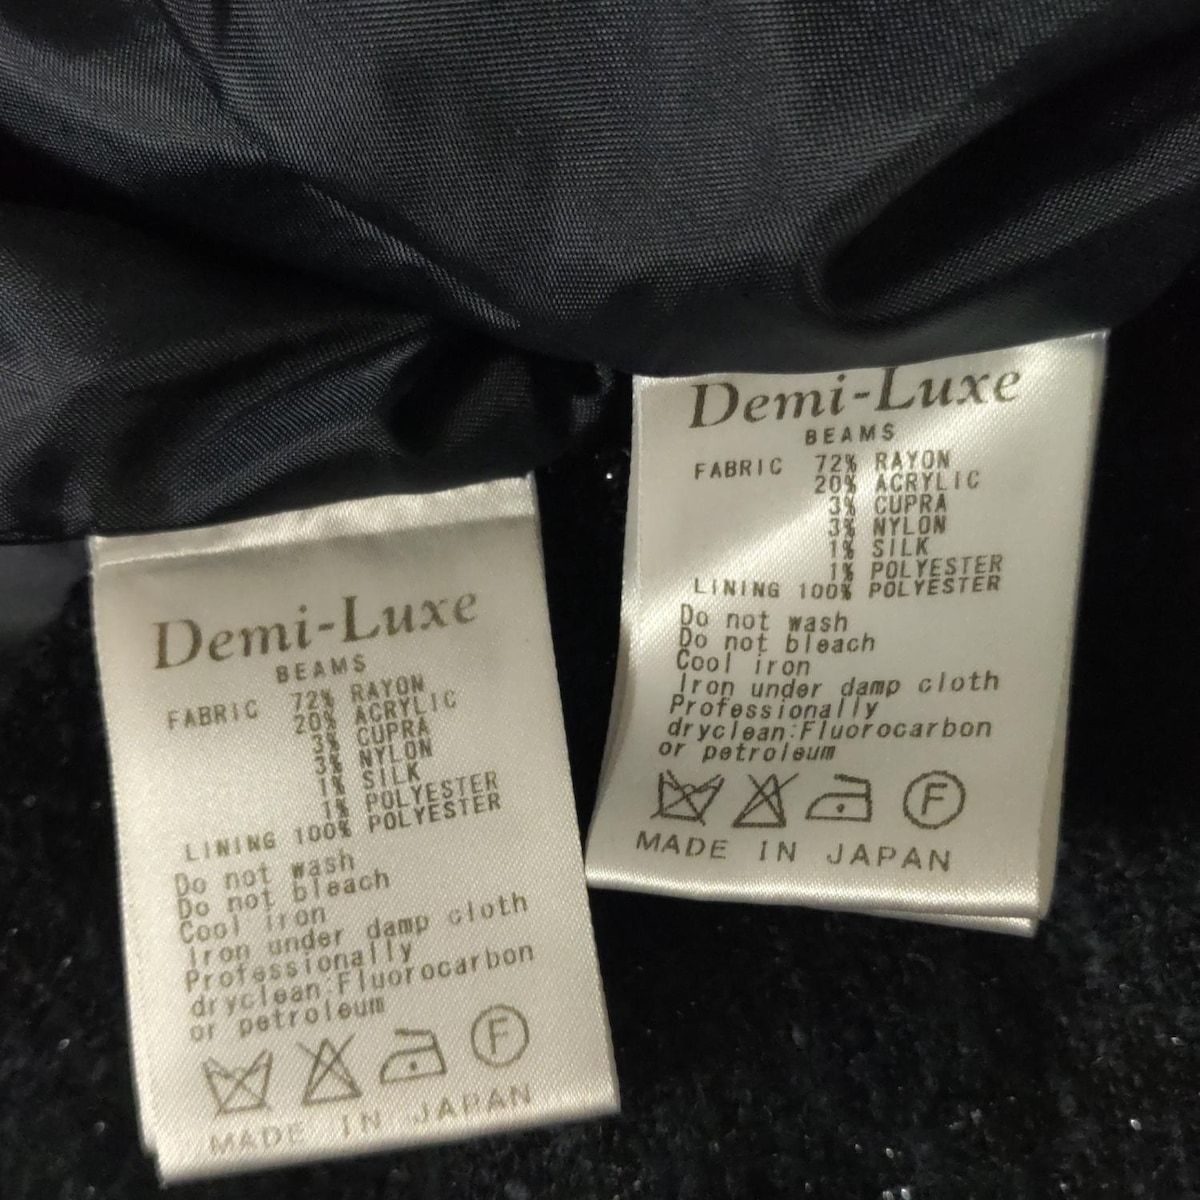 Demi-Luxe
BEAMS
FABRIC 72% RAYON
20% ACRYLIC
3% CUPRA
3% NYLON
1% SILK
1% POLYESTER
LINING 100% POLYESTER
Do not wash
Do not bleach
Cool iron
Iron under damp cloth
Professionally
dryclean:Fluorocarbon
or petroleum
F
MADE IN JAPAN
Demi-Luxe
BEAMS
FABRIC 72% RAYON
20% ACRYLIC
3% CUPRA
3% NYLON
1% SILK
1% POLYESTER
LINING 100% POLYESTER
Do not wash
Do not bleach
Cool iron
Iron under damp cloth
Professionally
dryclean:Fluorocarbon
or petroleum
F
MADE IN JAPAN